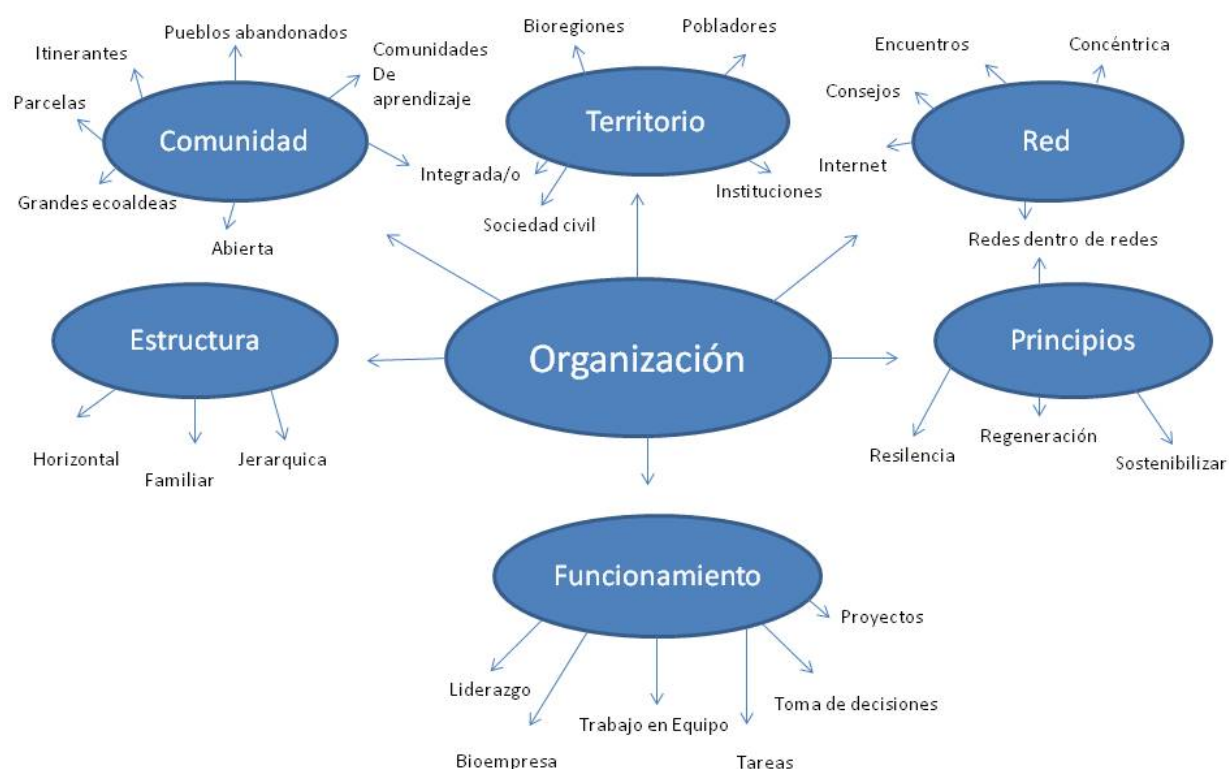 Pueblos abandonados
Itinerantes
Comunidades
De
aprendizaje
Parcelas
Comunidad
Integrada/o
Grandes ecoaldeas
Abierta
Bioregiones
Pobladores
Territorio
Instituciones
Sociedad civil
Encuentros
Concéntrica
Consejos
Red
Internet
Redes dentro de redes
Estructura
Horizontal
Familiar
Jerarquica
Organización
Principios
Resilencia
Regeneración
Sostenibilizar
Funcionamiento
Proyectos
Liderazgo
Toma de decisiones
Trabajo en Equipo
Bioempresa
Tareas